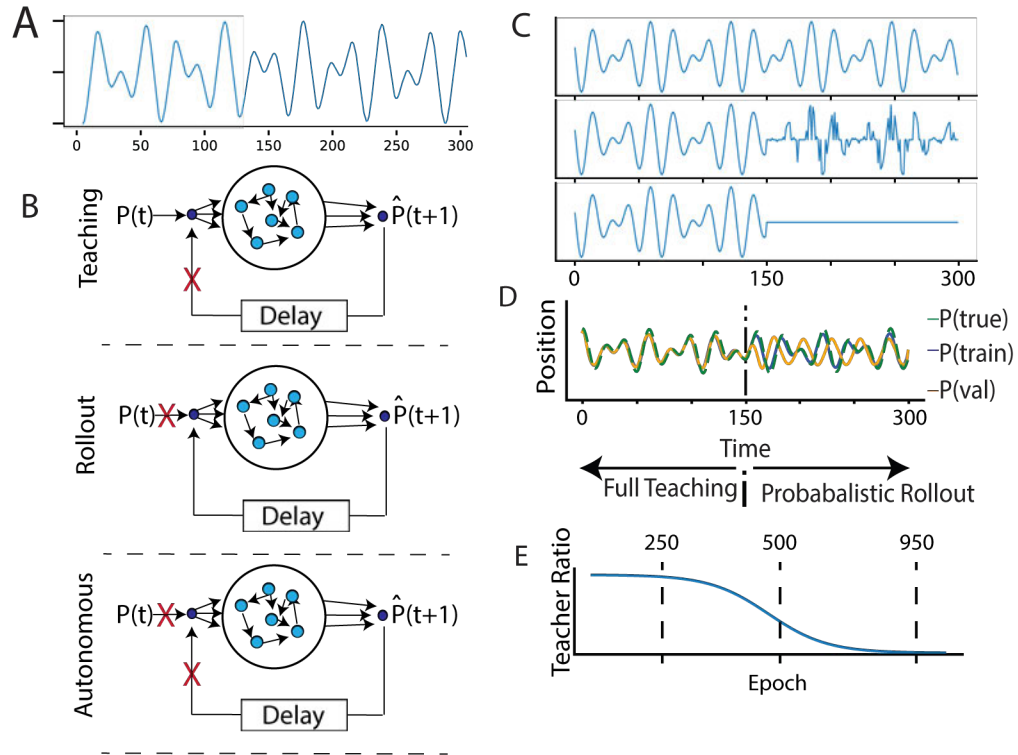 A
0 50 100 150 200 250 300
B
Teaching
P(t)
P̂(t+1)
X
Delay
Rollout
P(t)
X
P̂(t+1)
Delay
Autonomous
P(t)
X
P̂(t+1)
X
Delay
C
0 150 300
D
Position
–P(true)
–P(train)
–P(val)
0 150 300
Time
Full Teaching
Probabalistic Rollout
E
250 500 950
Teacher Ratio
Epoch